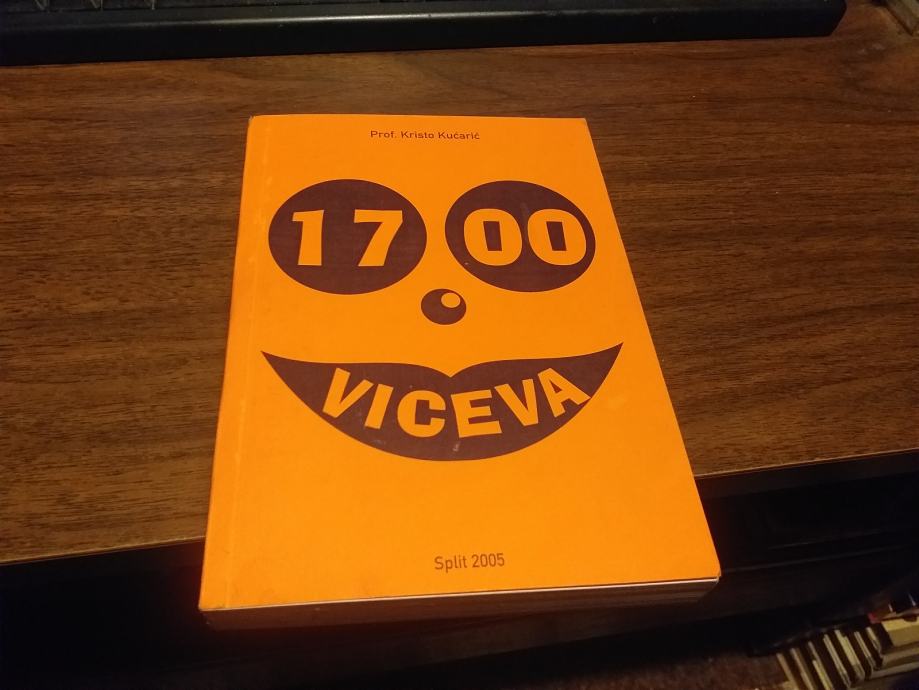 Prof. Kristo Kućarić
17 00
VICEVA
Split 2005